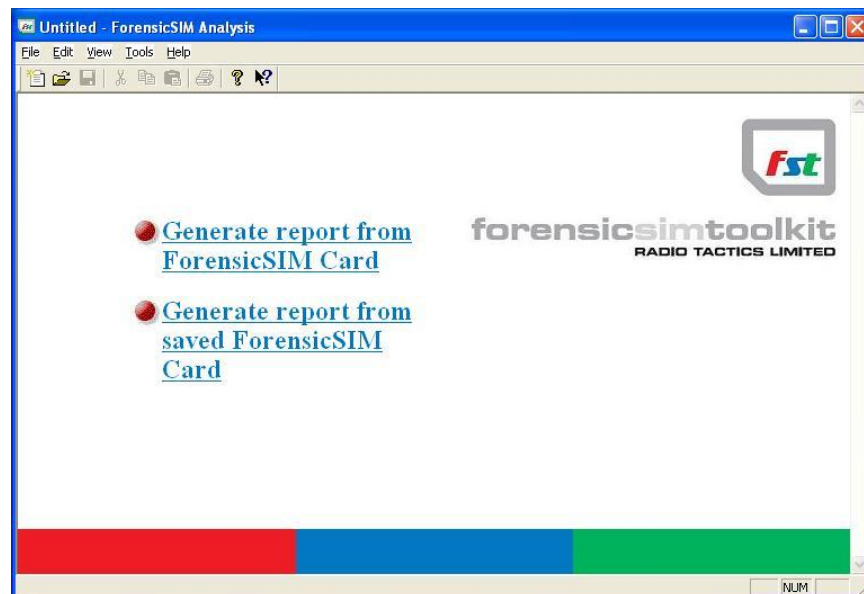 Untitled - ForensicSIM Analysis
File Edit View Tools Help
fst
forensicsimtoolkit
RADIO TACTICS LIMITED
Generate report from
ForensicSIM Card
Generate report from
saved ForensicSIM
Card
NUM